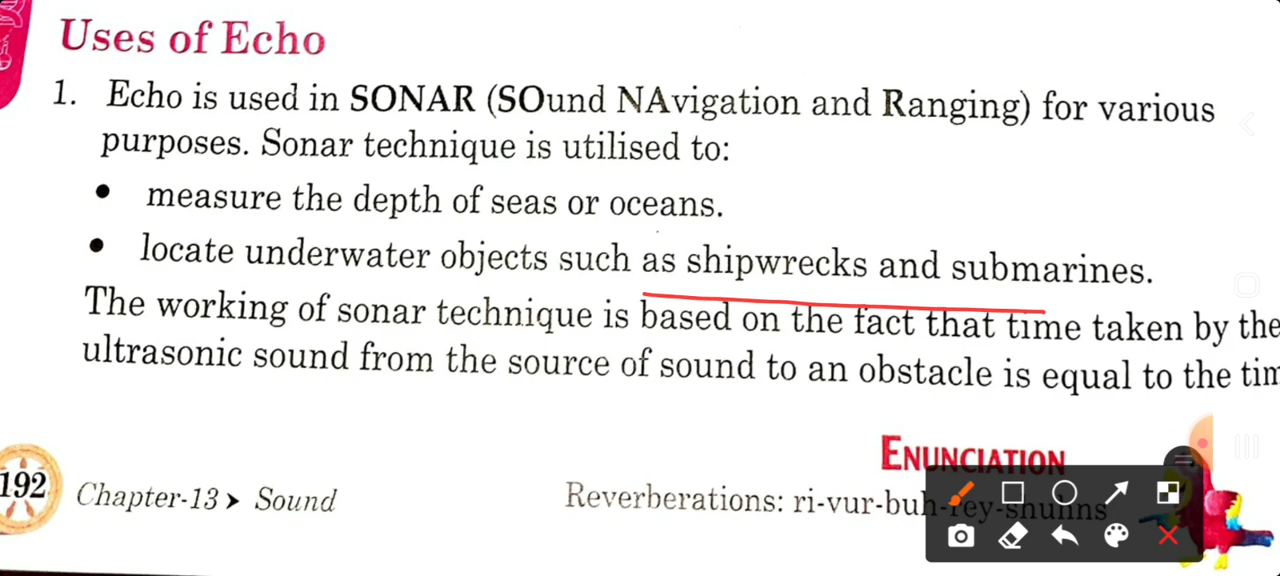 Uses of Echo
1. Echo is used in SONAR (SOund NAvigation and Ranging) for various
purposes. Sonar technique is utilised to:
• measure the depth of seas or oceans.
• locate underwater objects such as shipwrecks and submarines.
The working of sonar technique is based on the fact that time taken by the
ultrasonic sound from the source of sound to an obstacle is equal to the tim
ENUNCIATION
192 Chapter-13 > Sound
Reverberations: ri-vur-buh-rey-shuhns